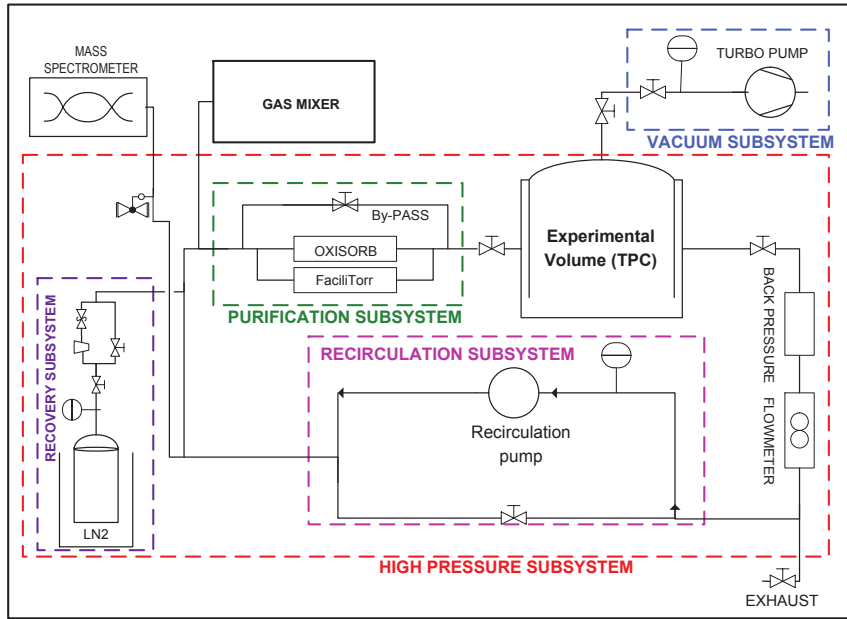 MASS
SPECTROMETER
GAS MIXER
TURBO PUMP
VACUUM SUBSYSTEM
By-PASS
OXISORB
FaciliTorr
PURIFICATION SUBSYSTEM
Experimental
Volume (TPC)
BACK PRESSURE
FLOWMETER
RECOVERY SUBSYSTEM
LN2
RECIRCULATION SUBSYSTEM
Recirculation
pump
HIGH PRESSURE SUBSYSTEM
EXHAUST